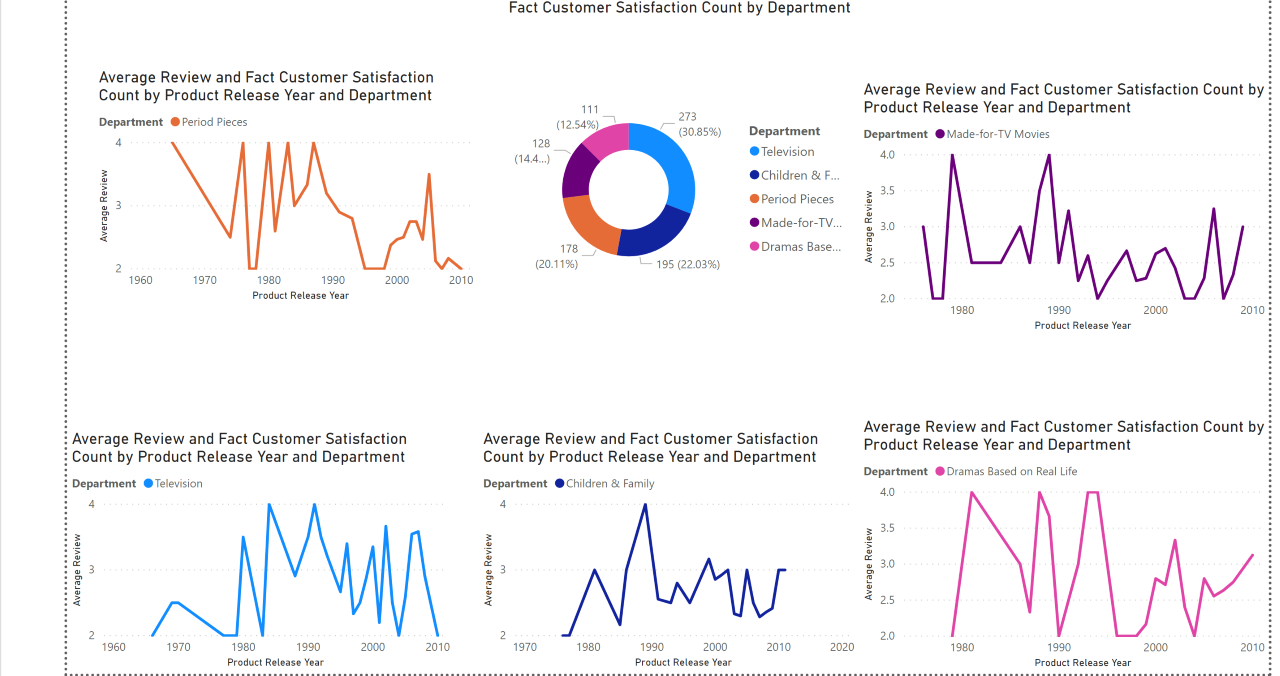 Fact Customer Satisfaction Count by Department
Average Review and Fact Customer Satisfaction
Count by Product Release Year and Department
Department Period Pieces
4
3
2
Average Review
1960 1970 1980 1990 2000 2010
Product Release Year
111
(12.54%)
273
(30.85%)
128
(14.4...)
178
(20.11%)
195 (22.03%)
Department
Television
Children & F...
Period Pieces
Made-for-TV...
Dramas Base...
Average Review and Fact Customer Satisfaction Count by
Product Release Year and Department
Department Made-for-TV Movies
4.0
3.5
3.0
2.5
2.0
Average Review
1980 1990 2000 2010
Product Release Year
Average Review and Fact Customer Satisfaction
Count by Product Release Year and Department
Department Television
4
3
2
Average Review
1960 1970 1980 1990 2000 2010
Product Release Year
Average Review and Fact Customer Satisfaction
Count by Product Release Year and Department
Department Children & Family
4
3
2
Average Review
1970 1980 1990 2000 2010 2020
Product Release Year
Average Review and Fact Customer Satisfaction Count by
Product Release Year and Department
Department Dramas Based on Real Life
4.0
3.5
3.0
2.5
2.0
Average Review
1980 1990 2000 2010
Product Release Year